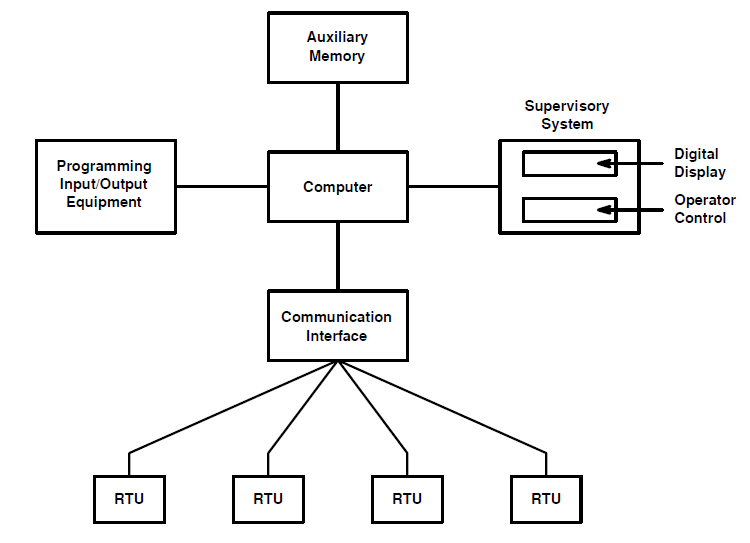 Auxiliary
Memory
Supervisory
System
Programming
Input/Output
Equipment
Computer
Digital
Display
Operator
Control
Communication
Interface
RTU
RTU
RTU
RTU